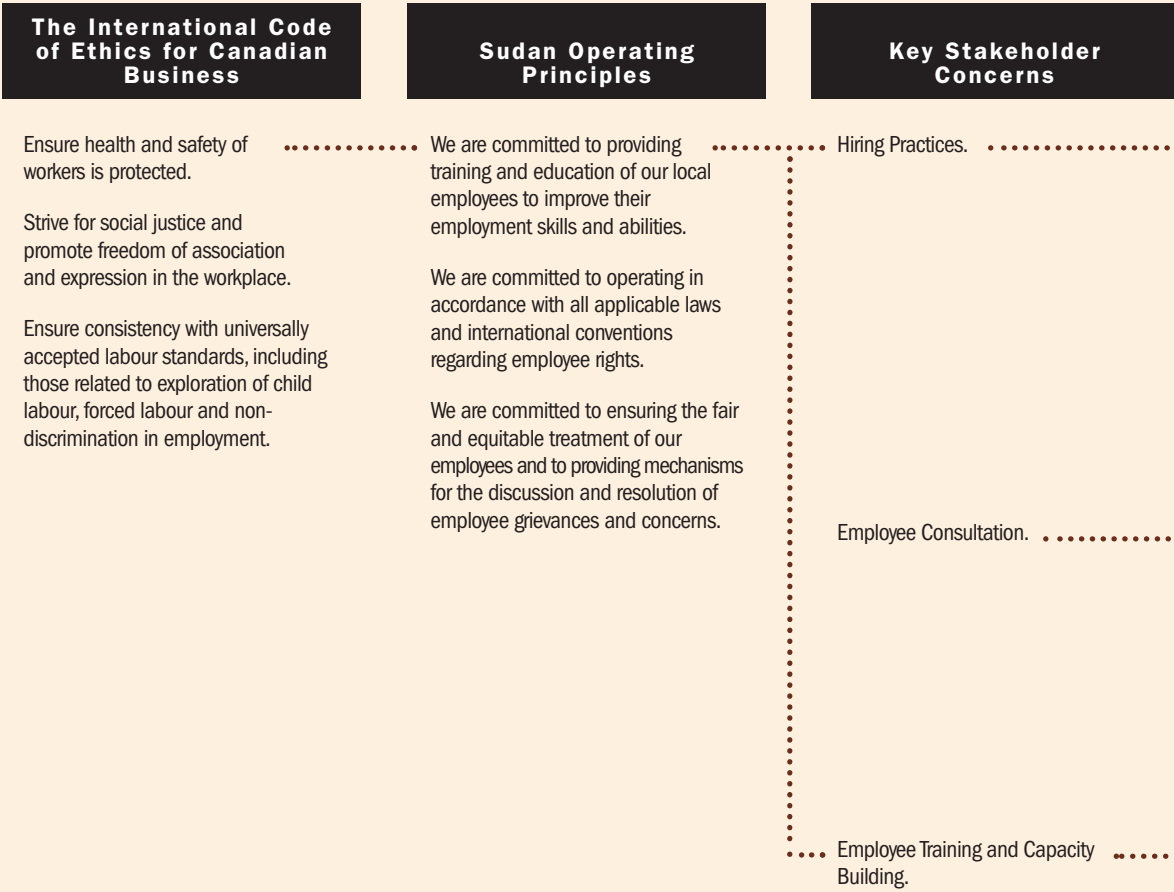 The International Code
of Ethics for Canadian
Business
Sudan Operating
Principles
Key Stakeholder
Concerns
Ensure health and safety of
workers is protected.
Strive for social justice and
promote freedom of association
and expression in the workplace.
Ensure consistency with universally
accepted labour standards, including
those related to exploration of child
labour, forced labour and non-
discrimination in employment.
We are committed to providing
training and education of our local
employees to improve their
employment skills and abilities.
We are committed to operating in
accordance with all applicable laws
and international conventions
regarding employee rights.
We are committed to ensuring the fair
and equitable treatment of our
employees and to providing mechanisms
for the discussion and resolution of
employee grievances and concerns.
Hiring Practices.
Employee Consultation.
Employee Training and Capacity
Building.